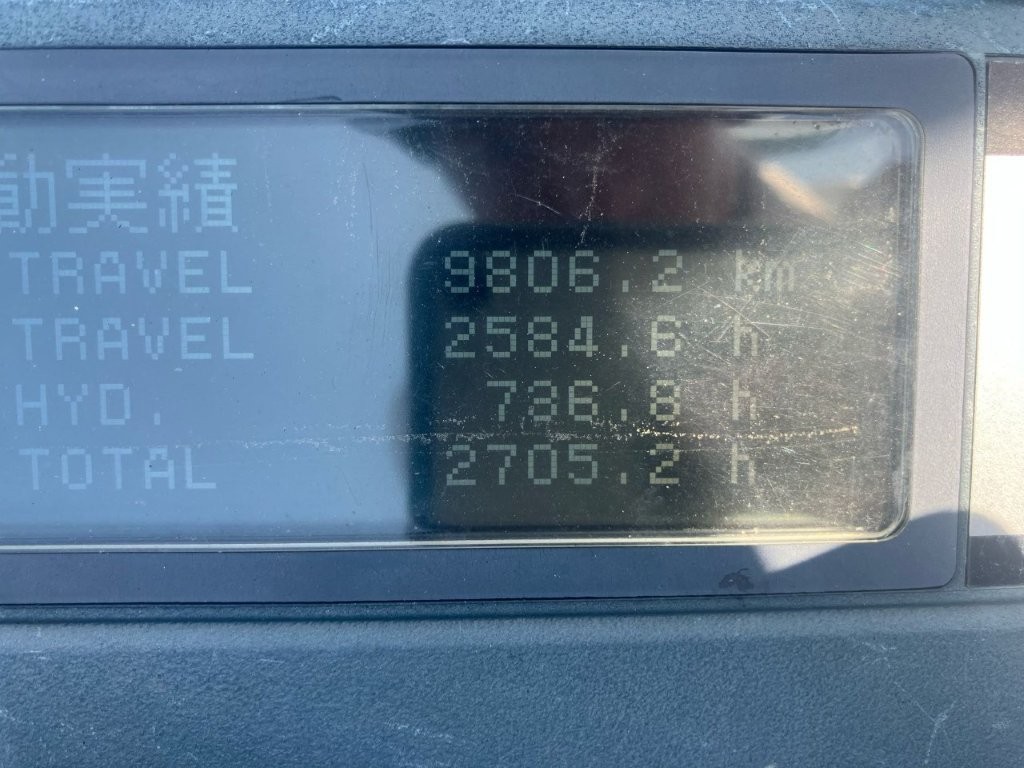 動実績
TRAVEL 9806.2 km
TRAVEL 2584.6 h
HYD. 736.8 h
TOTAL 2705.2 h